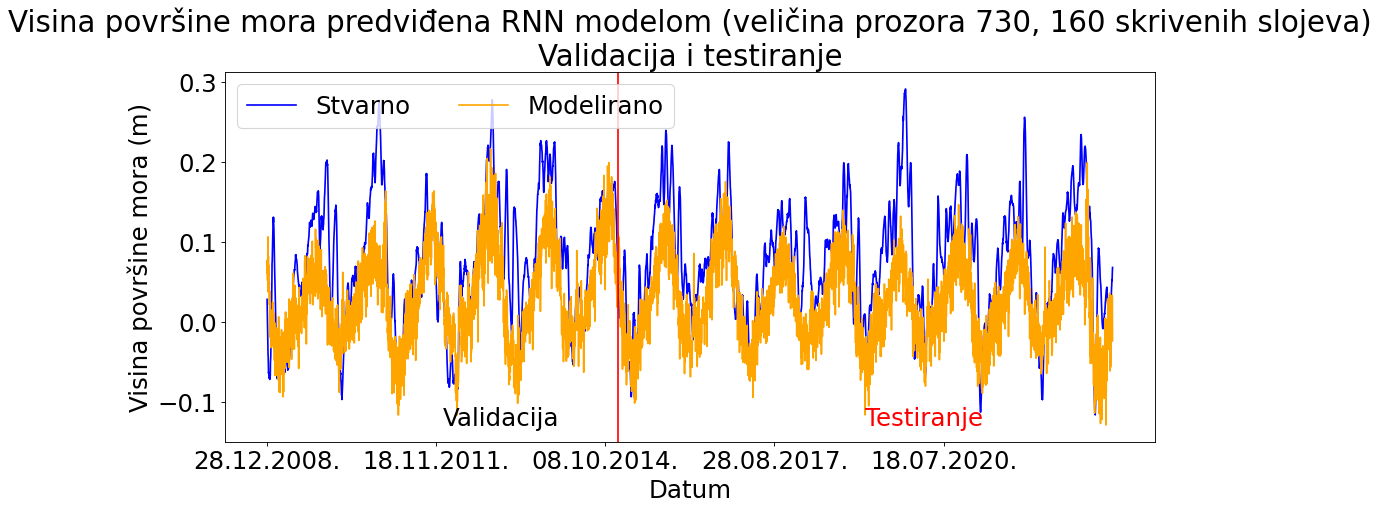 Visina površine mora predviđena RNN modelom (veličina prozora 730, 160 skrivenih slojeva)
Validacija i testiranje
Stvarno
Modelirano
Visina površine mora (m)
0.3
0.2
0.1
0.0
−0.1
Validacija
Testiranje
28.12.2008.
18.11.2011.
08.10.2014.
28.08.2017.
18.07.2020.
Datum